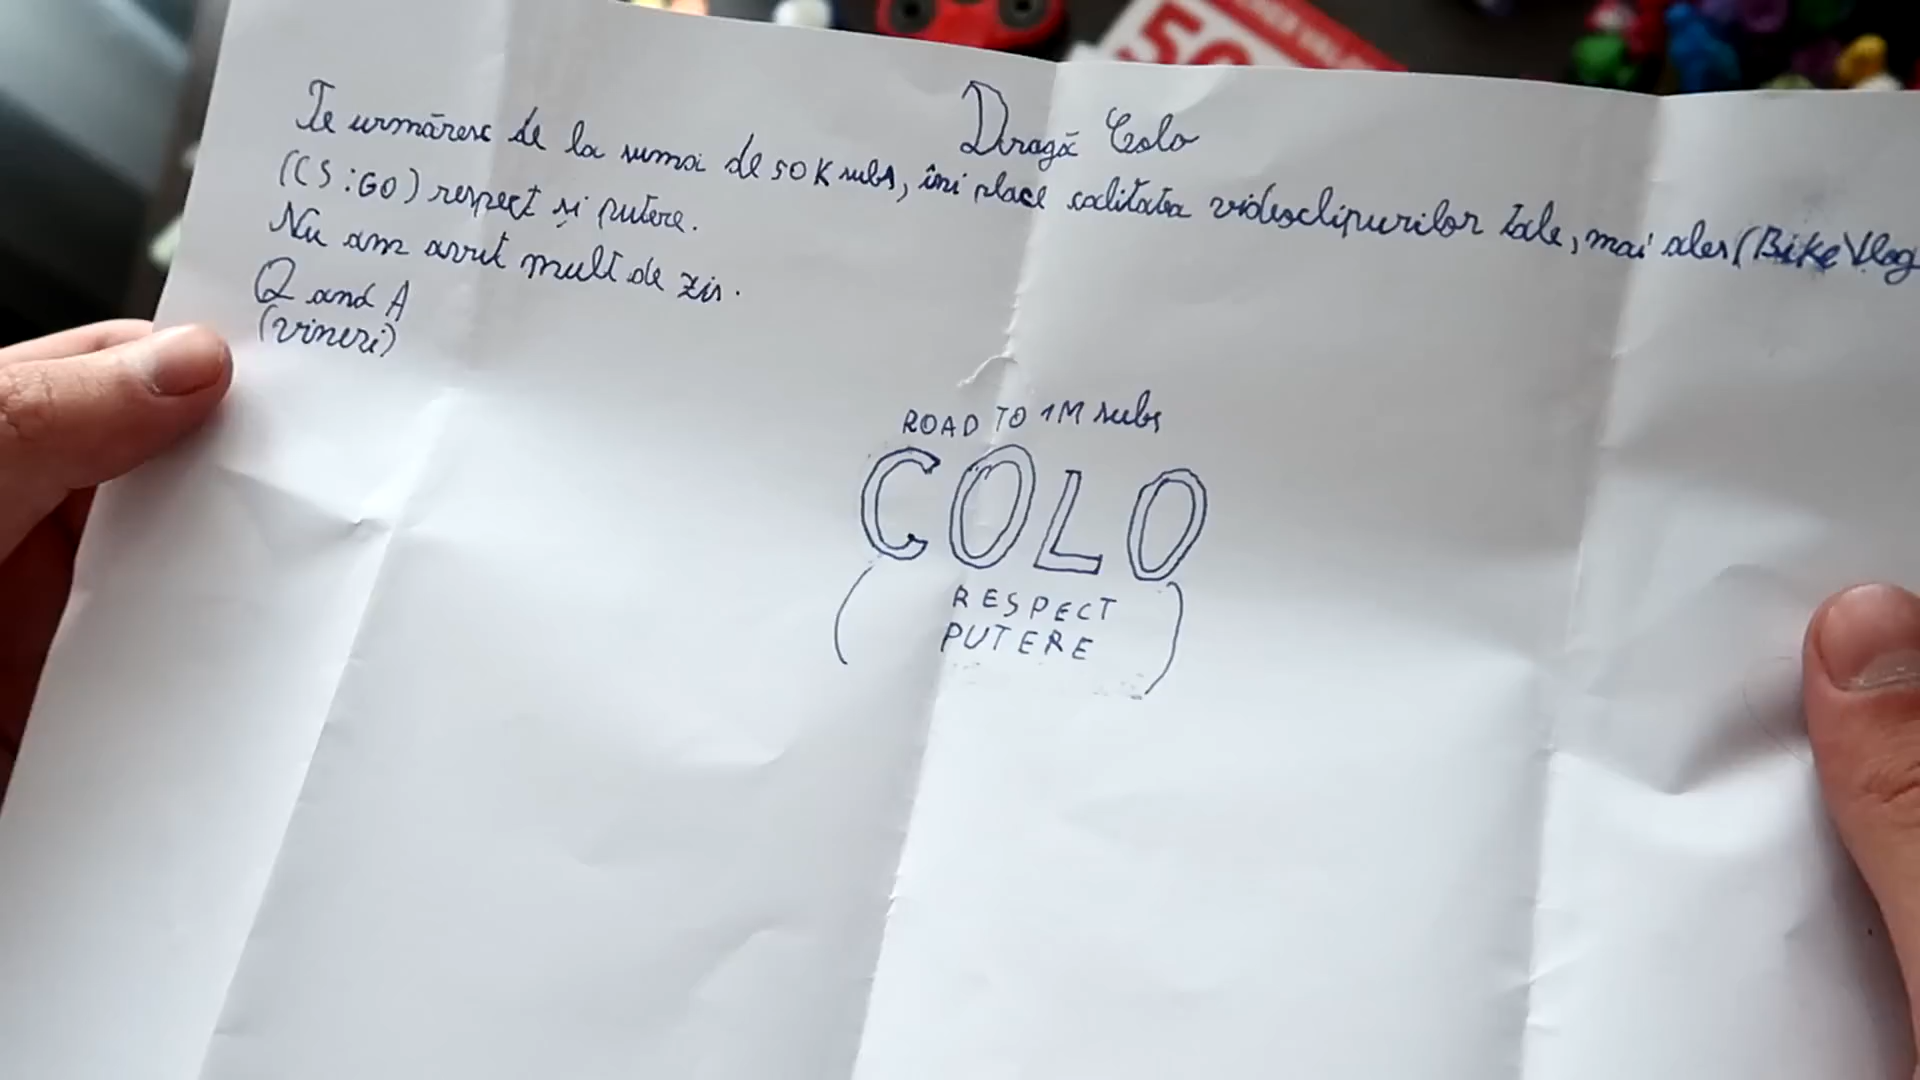 Dragă Colo
Te urmăresc de la suma de 50K subs, îmi place calitatea videoclipurilor tale, mai ales (Bike Vlog
(CS:GO) respect și putere.
Nu am avut mult de zis.
Q and A
(vineri)
ROAD TO 1M subs
COLO
(RESPECT
PUTERE)
50